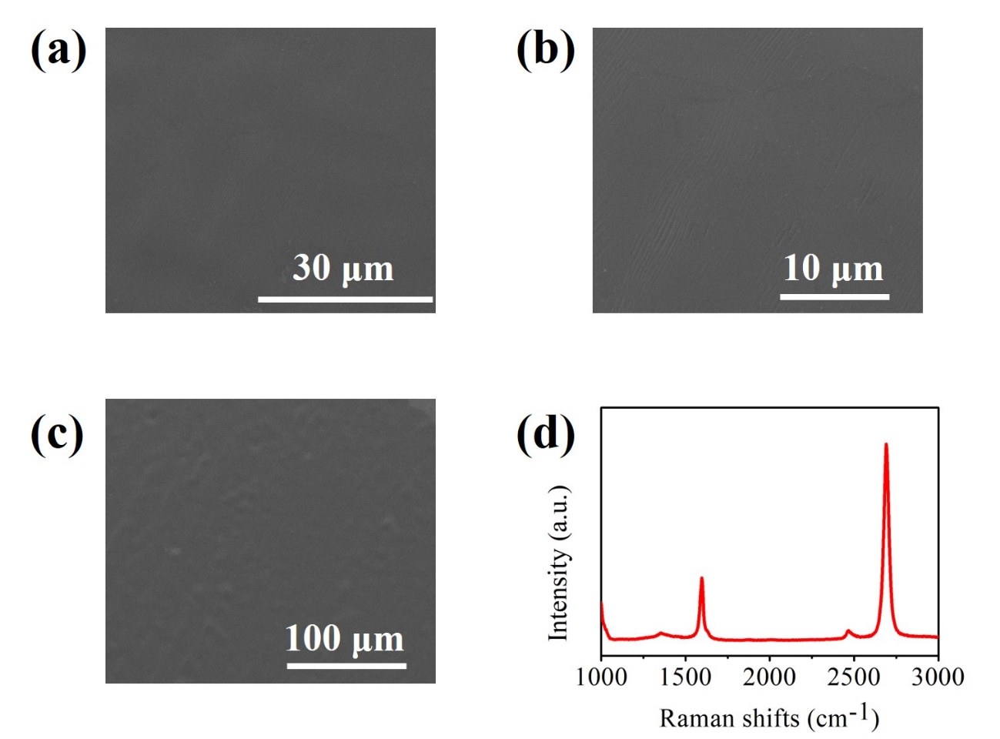 (a)
30 μm
(b)
10 μm
(c)
100 μm
(d)
Intensity (a.u.)
1000 1500 2000 2500 3000
Raman shifts (cm-1)